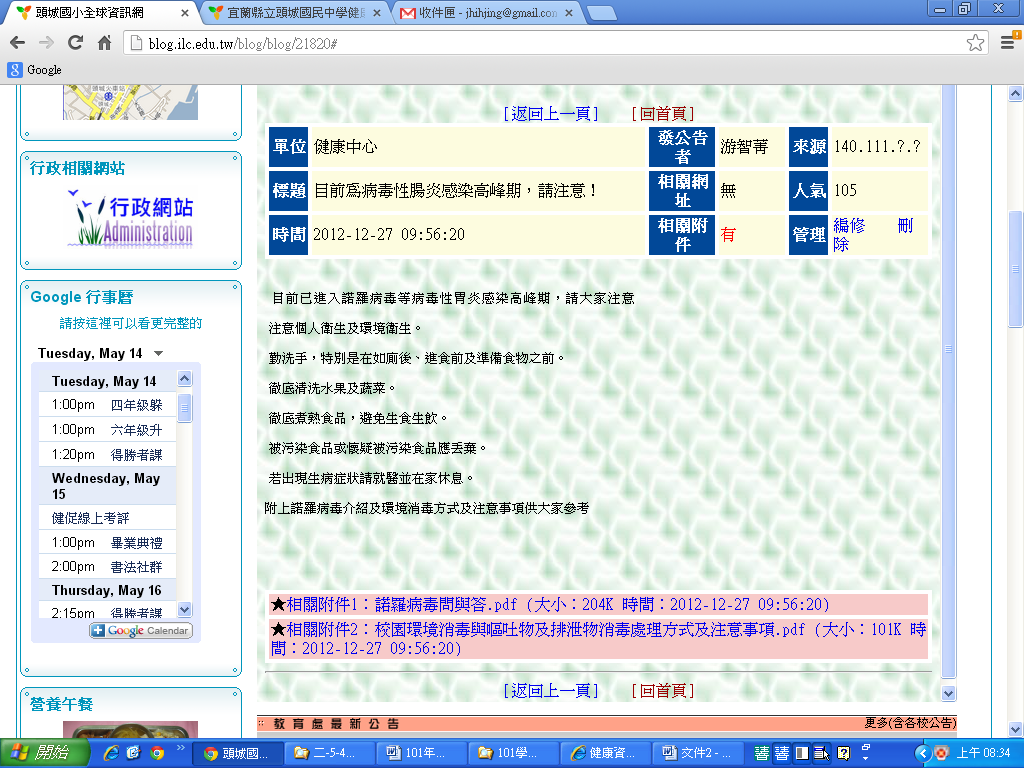 頭城國小全球資訊網
宜蘭縣立頭城國民中學健康
收件匣 - jhihjing@gmail.com
blog.ilc.edu.tw/blog/blog/21820#
Google
行政相關網站
行政網站
Administration
Google 行事曆
請按這裡可以看更完整的
Tuesday, May 14
Tuesday, May 14
1:00pm 四年級躲
1:00pm 六年級升
1:20pm 得勝者課
Wednesday, May
15
健促線上考評
1:00pm 畢業典禮
2:00pm 書法社群
Thursday, May 16
2:15pm 得勝者課
Google Calendar
營養午餐
[返回上一頁] [回首頁]
單位 健康中心 發公告者 游智菁 來源 140.111.?.?
標題 目前為病毒性腸炎感染高峰期，請注意！ 相關網址 無 人氣 105
時間 2012-12-27 09:56:20 相關附件 有 管理 編修 刪除
目前已進入諾羅病毒等病毒性胃炎感染高峰期，請大家注意
注意個人衛生及環境衛生。
勤洗手，特別是在如廁後、進食前及準備食物之前。
徹底清洗水果及蔬菜。
徹底煮熟食品，避免生食生飲。
被污染食品或懷疑被污染食品應丟棄。
若出現生病症狀請就醫並在家休息。
附上諾羅病毒介紹及環境消毒方式及注意事項供大家參考
★相關附件1：諾羅病毒問與答.pdf (大小：204K 時間：2012-12-27 09:56:20)
★相關附件2：校園環境消毒與嘔吐物及排泄物消毒處理方式及注意事項.pdf (大小：101K 時
間：2012-12-27 09:56:20)
[返回上一頁] [回首頁]
教育處最新公告 更多(含各校公告)
開始
頭城國...
二-5-4...
101年...
101學...
健康資...
文件2 - ...
上午 08:34